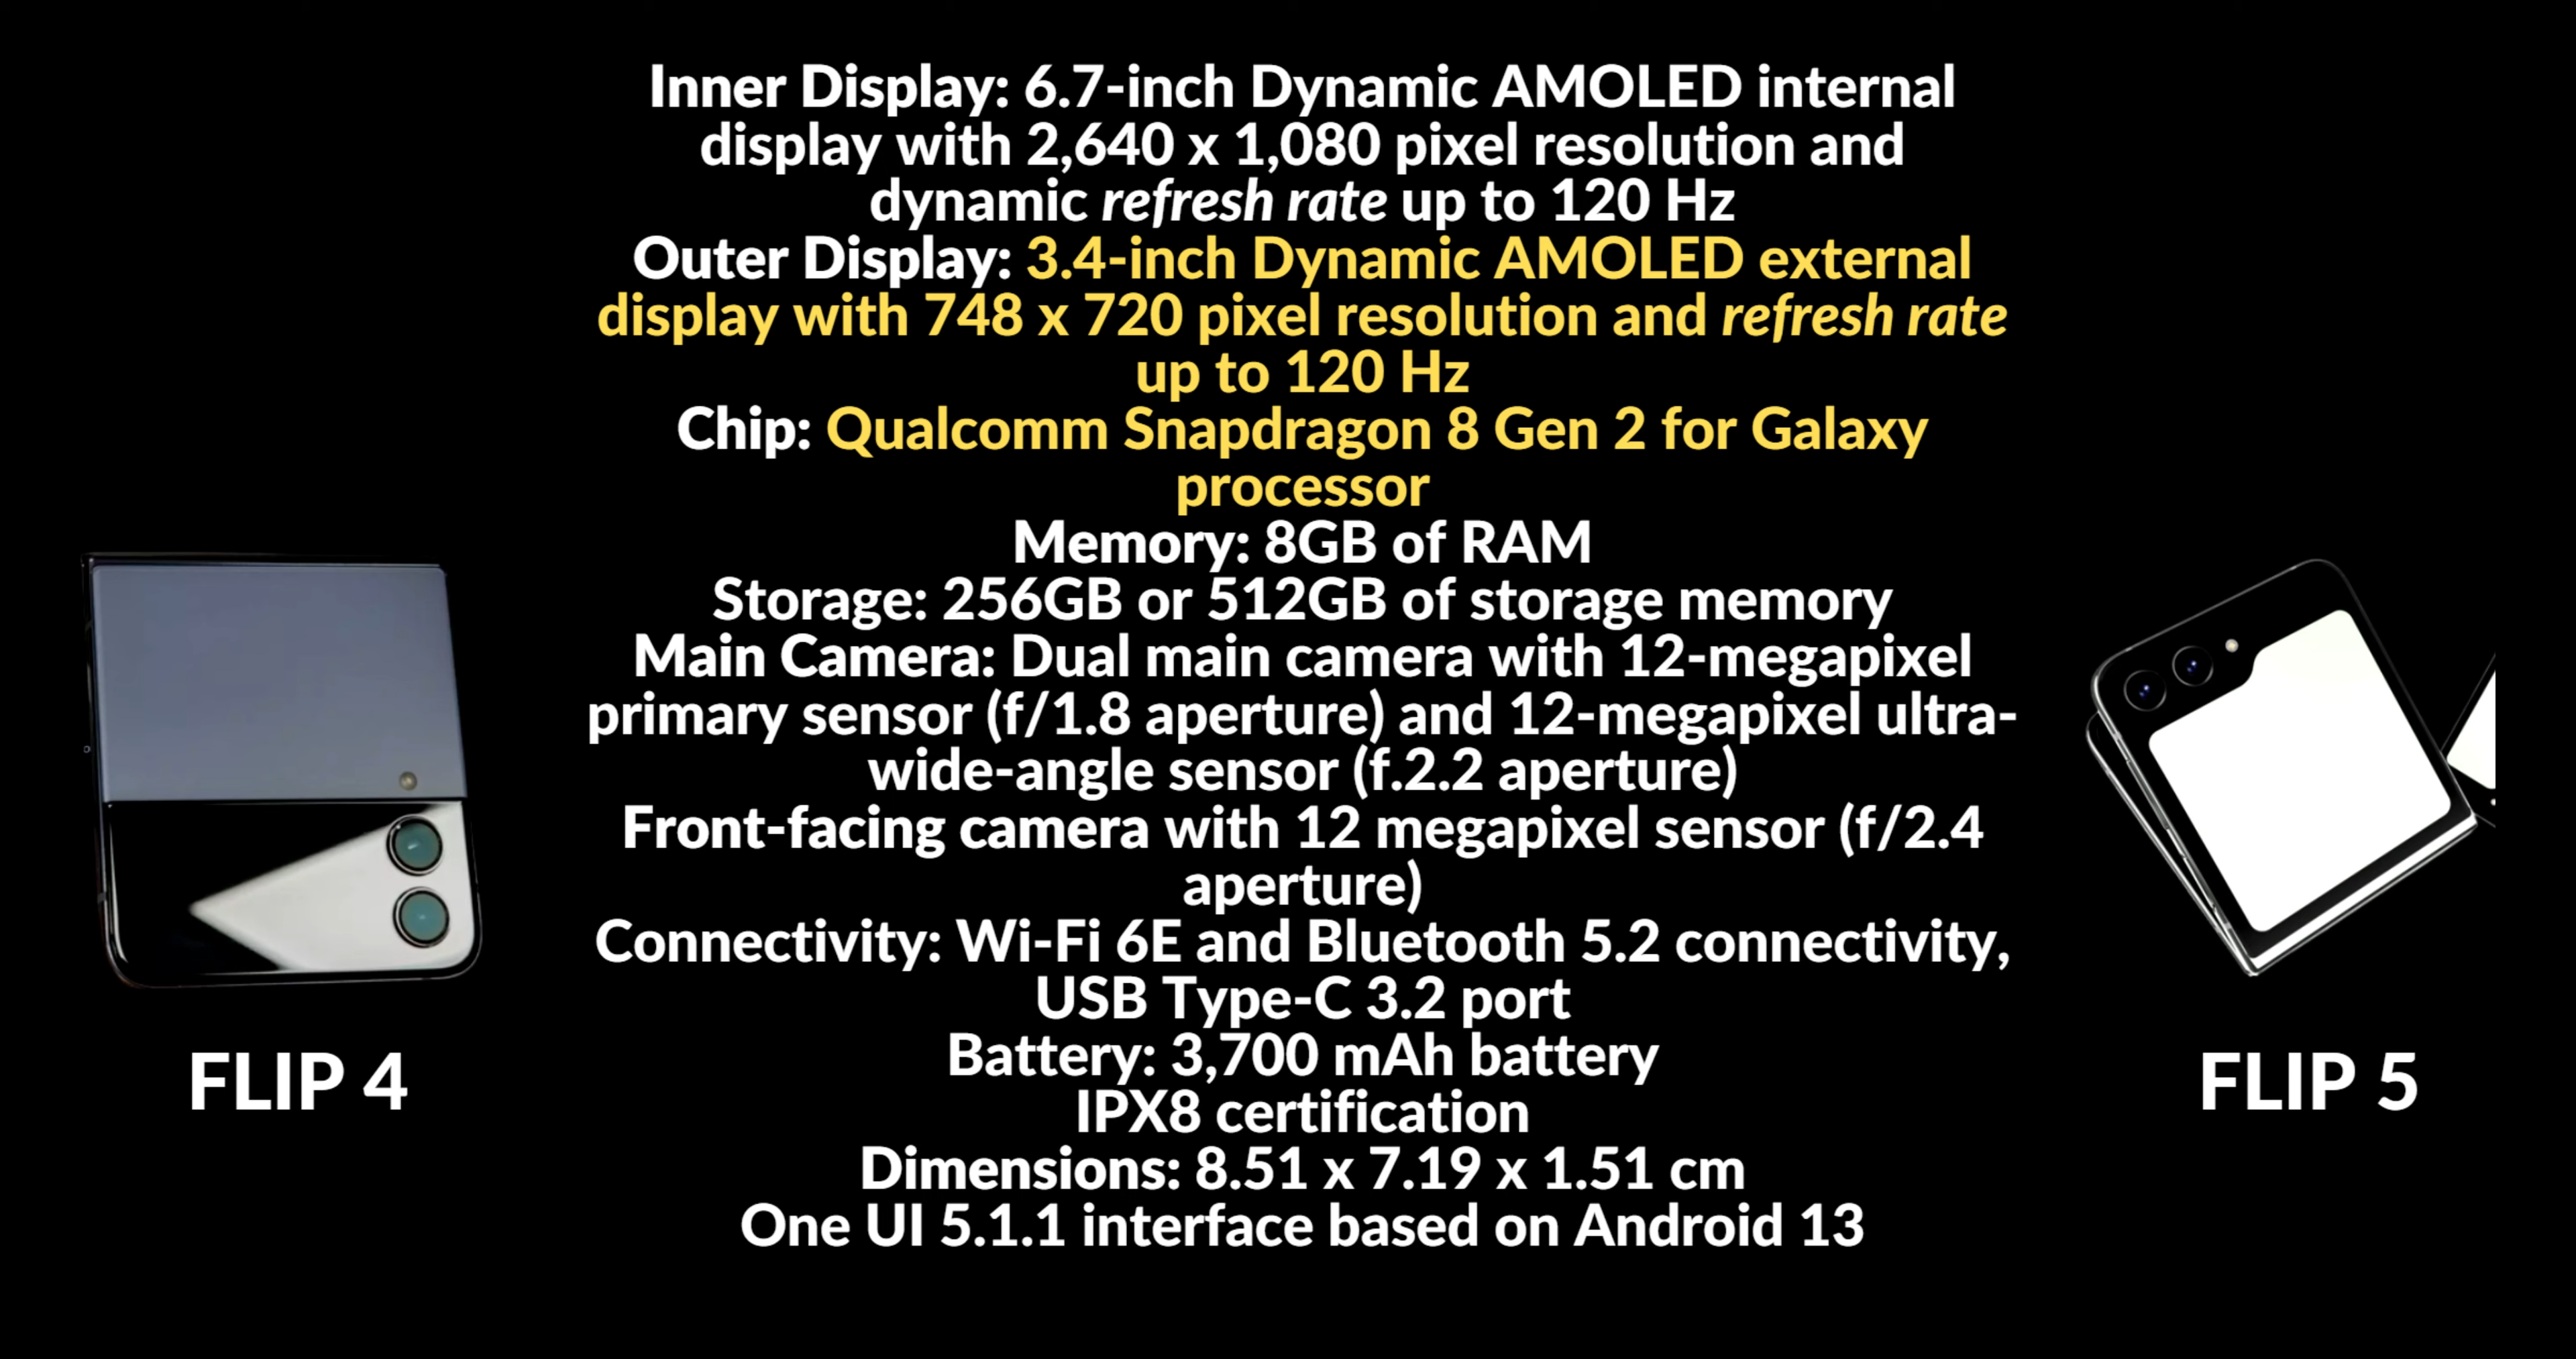 Inner Display: 6.7-inch Dynamic AMOLED internal
display with 2,640 x 1,080 pixel resolution and
dynamic refresh rate up to 120 Hz
Outer Display: 3.4-inch Dynamic AMOLED external
display with 748 x 720 pixel resolution and refresh rate
up to 120 Hz
Chip: Qualcomm Snapdragon 8 Gen 2 for Galaxy
processor
Memory: 8GB of RAM
Storage: 256GB or 512GB of storage memory
Main Camera: Dual main camera with 12-megapixel
primary sensor (f/1.8 aperture) and 12-megapixel ultra-
wide-angle sensor (f.2.2 aperture)
Front-facing camera with 12 megapixel sensor (f/2.4
aperture)
Connectivity: Wi-Fi 6E and Bluetooth 5.2 connectivity,
USB Type-C 3.2 port
Battery: 3,700 mAh battery
IPX8 certification
Dimensions: 8.51 x 7.19 x 1.51 cm
One UI 5.1.1 interface based on Android 13
FLIP 4
FLIP 5